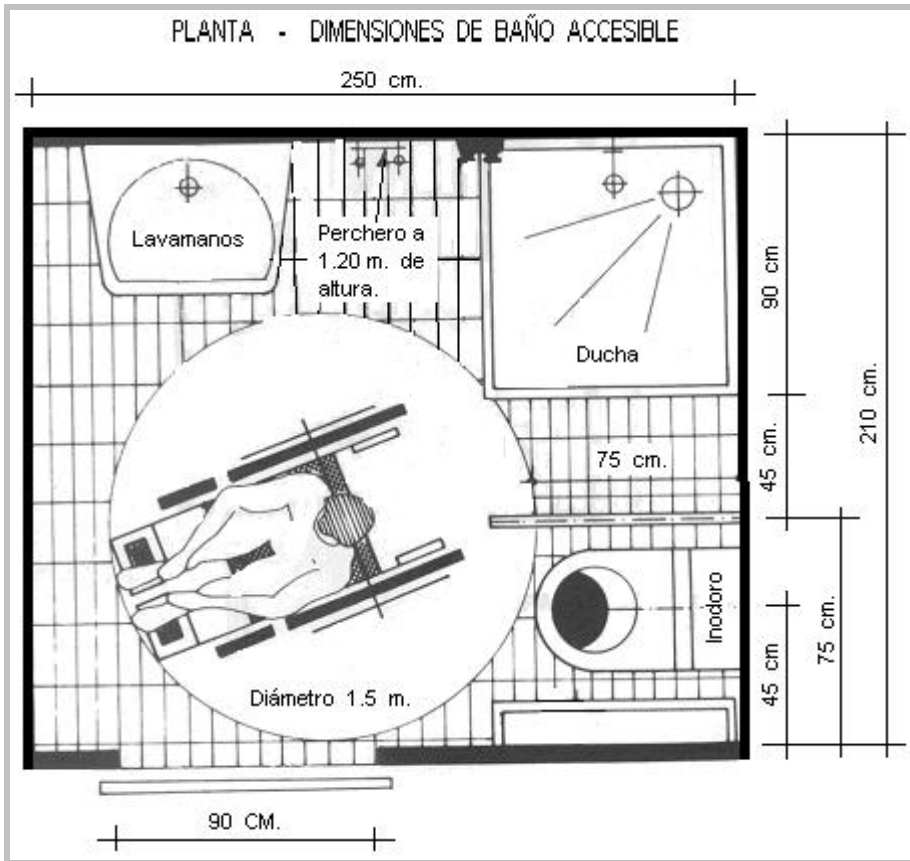 PLANTA - DIMENSIONES DE BAÑO ACCESIBLE
250 cm.
Lavamanos
Perchero a
1.20 m. de
altura.
Ducha
90 cm
210 cm.
45 cm.
75 cm.
Inodoro
75 cm
45 cm
Diámetro 1.5 m.
90 CM.